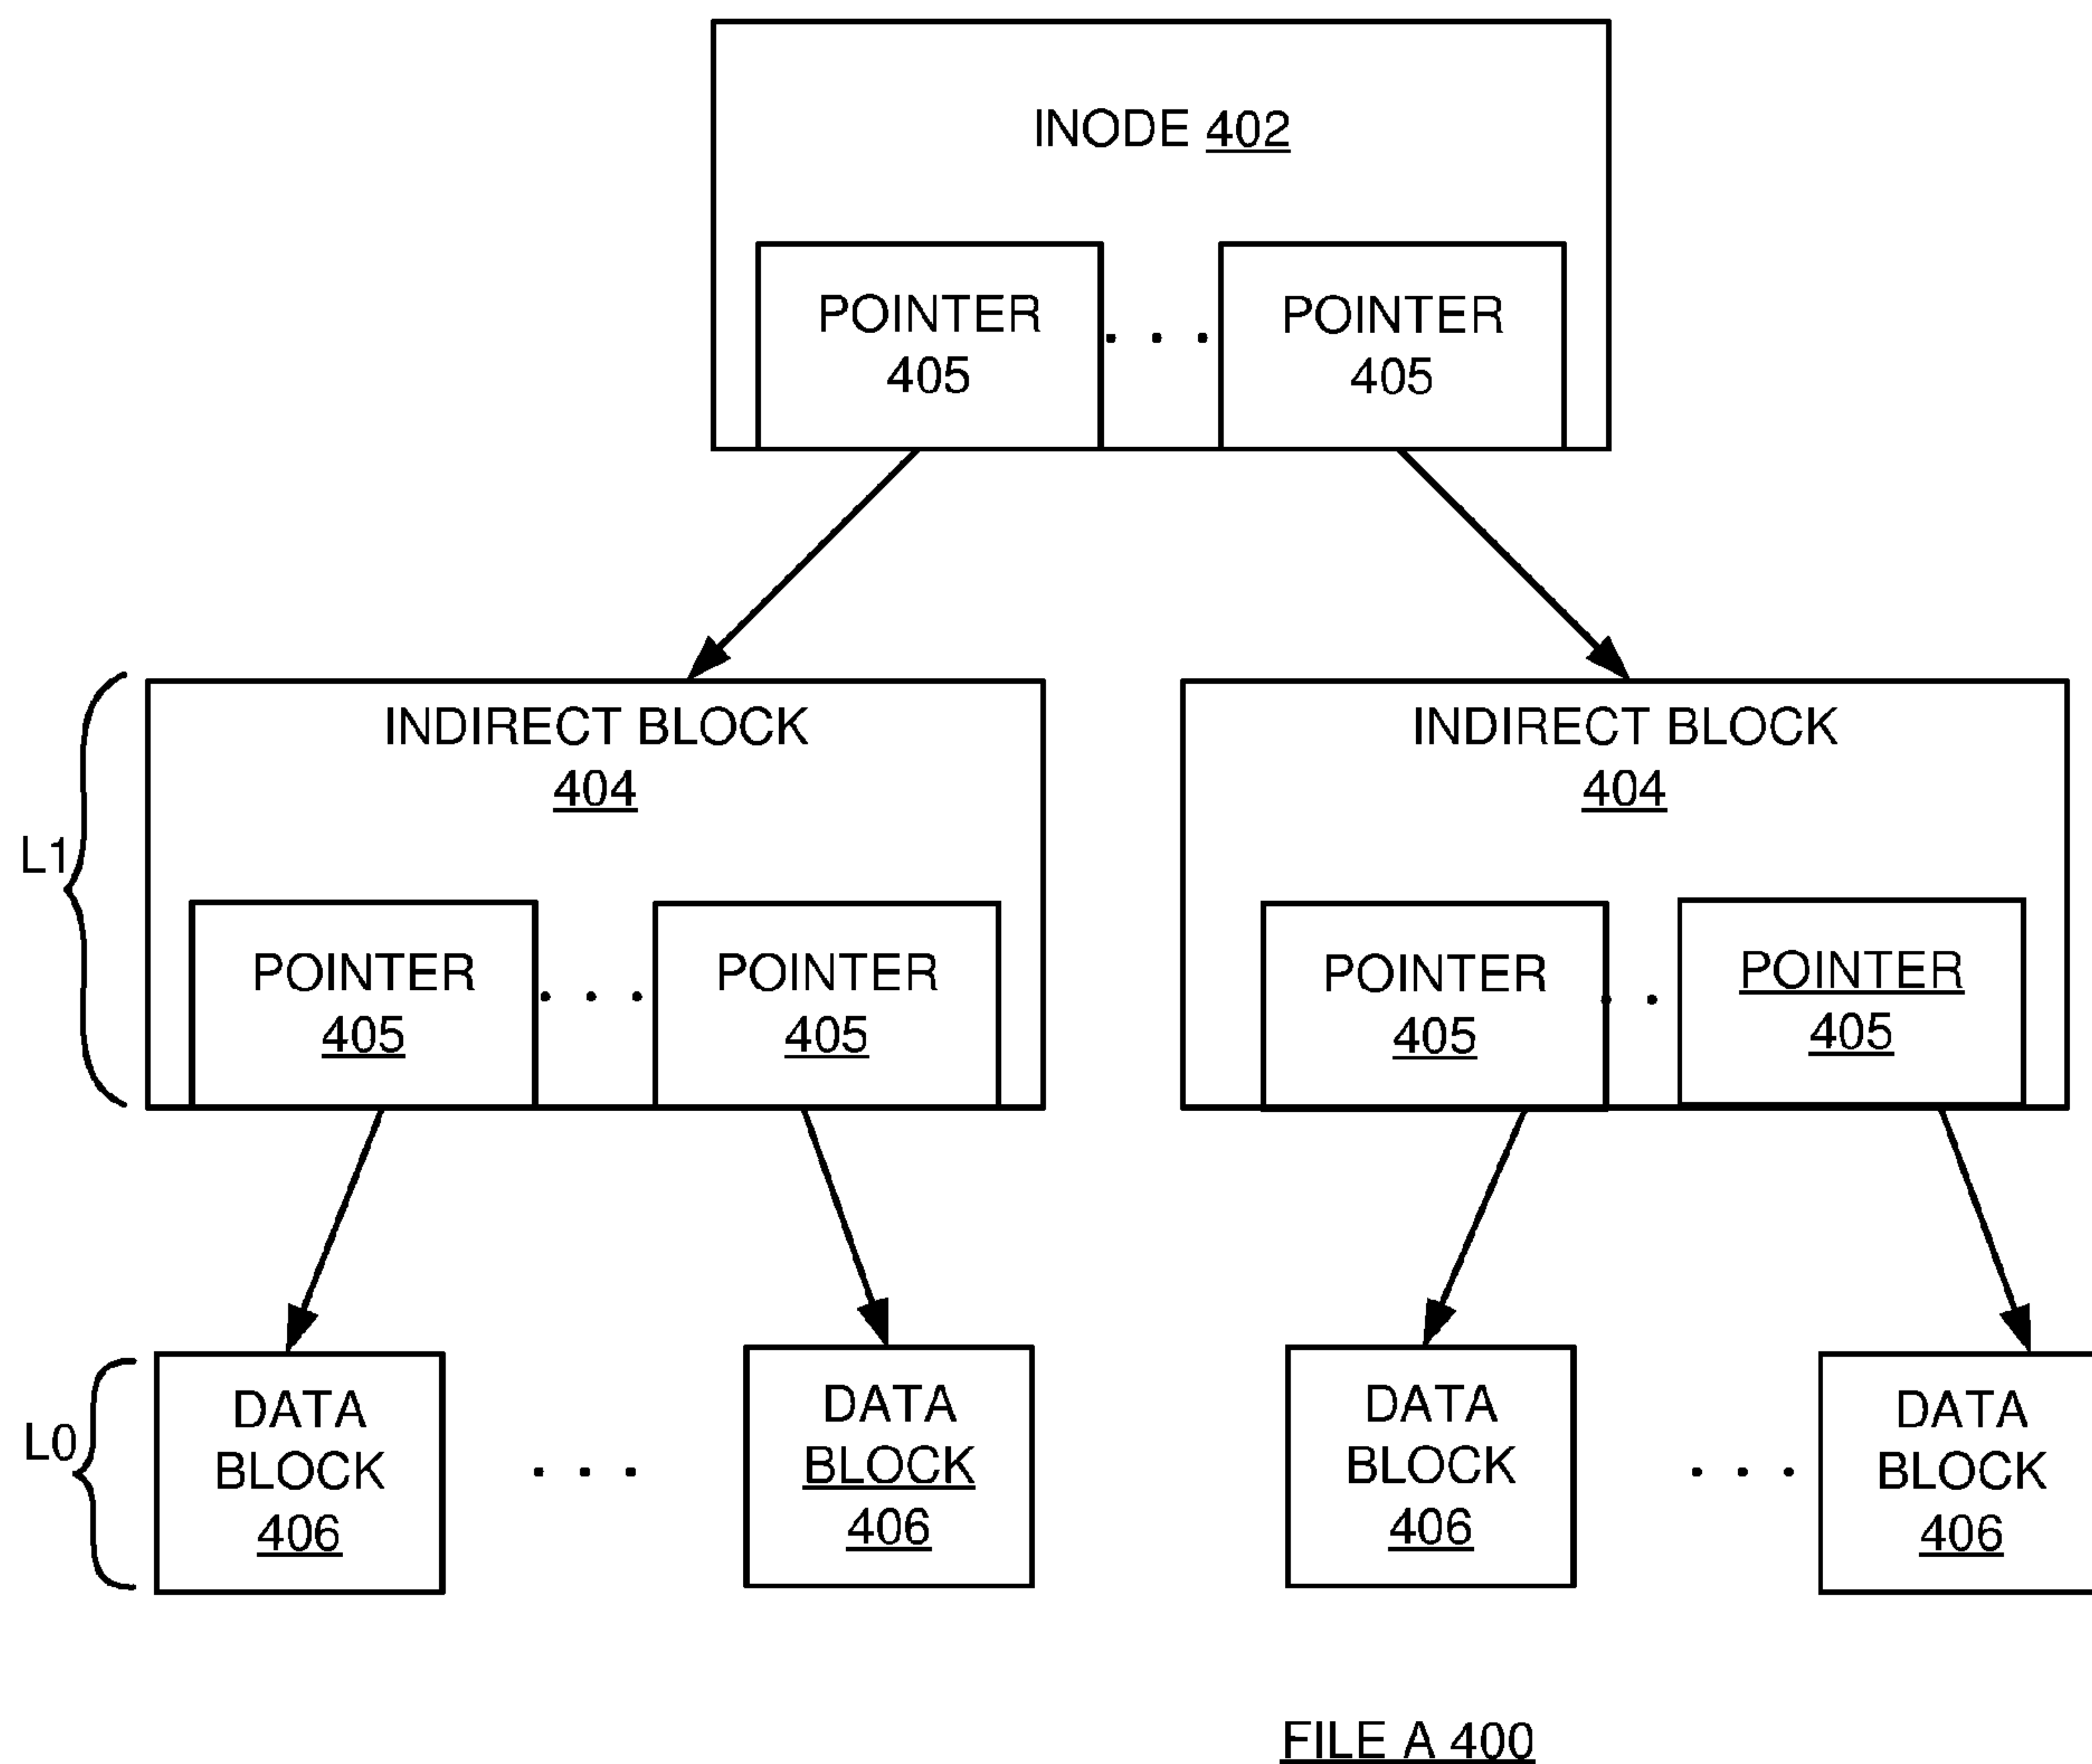 INODE 402
POINTER
405
. . .
POINTER
405
L1
INDIRECT BLOCK
404
POINTER
405
. . .
POINTER
405
INDIRECT BLOCK
404
POINTER
405
. .
POINTER
405
L0
DATA
BLOCK
406
. . .
DATA
BLOCK
406
DATA
BLOCK
406
. . .
DATA
BLOCK
406
FILE A 400